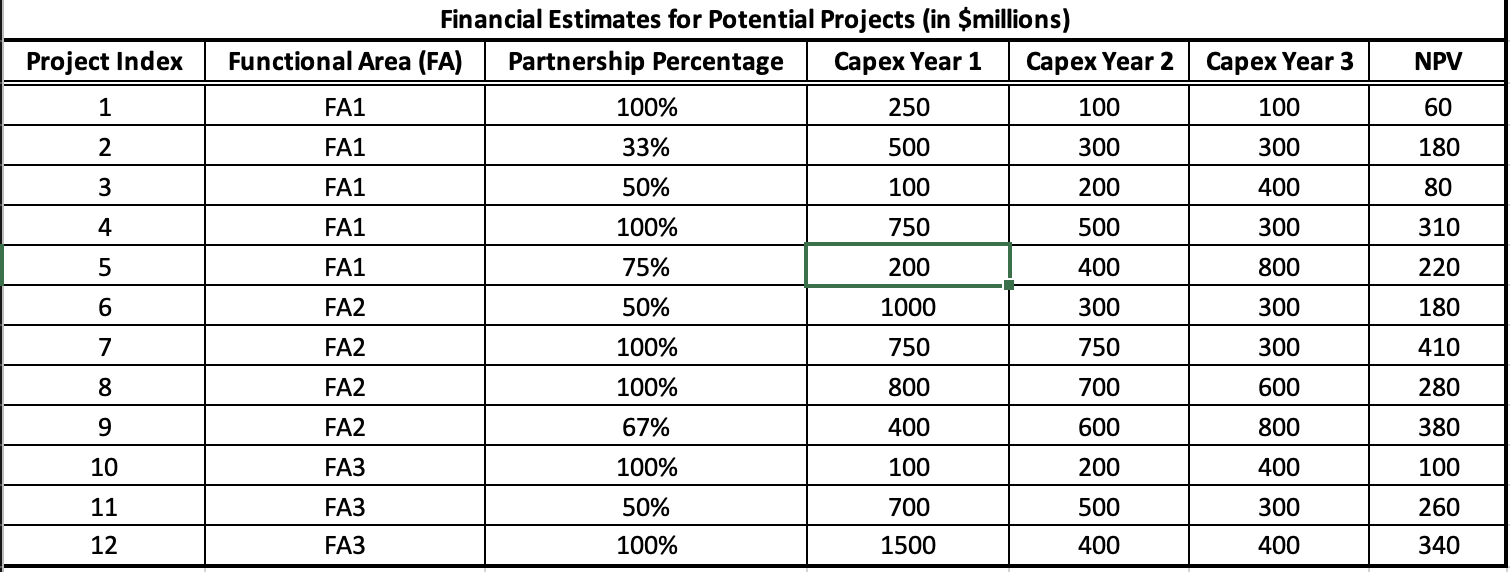 Financial Estimates for Potential Projects (in $millions)
Project Index Functional Area (FA) Partnership Percentage Capex Year 1 Capex Year 2 Capex Year 3 NPV
1 FA1 100% 250 100 100 60
2 FA1 33% 500 300 300 180
3 FA1 50% 100 200 400 80
4 FA1 100% 750 500 300 310
5 FA1 75% 200 400 800 220
6 FA2 50% 1000 300 300 180
7 FA2 100% 750 750 300 410
8 FA2 100% 800 700 600 280
9 FA2 67% 400 600 800 380
10 FA3 100% 100 200 400 100
11 FA3 50% 700 500 300 260
12 FA3 100% 1500 400 400 340